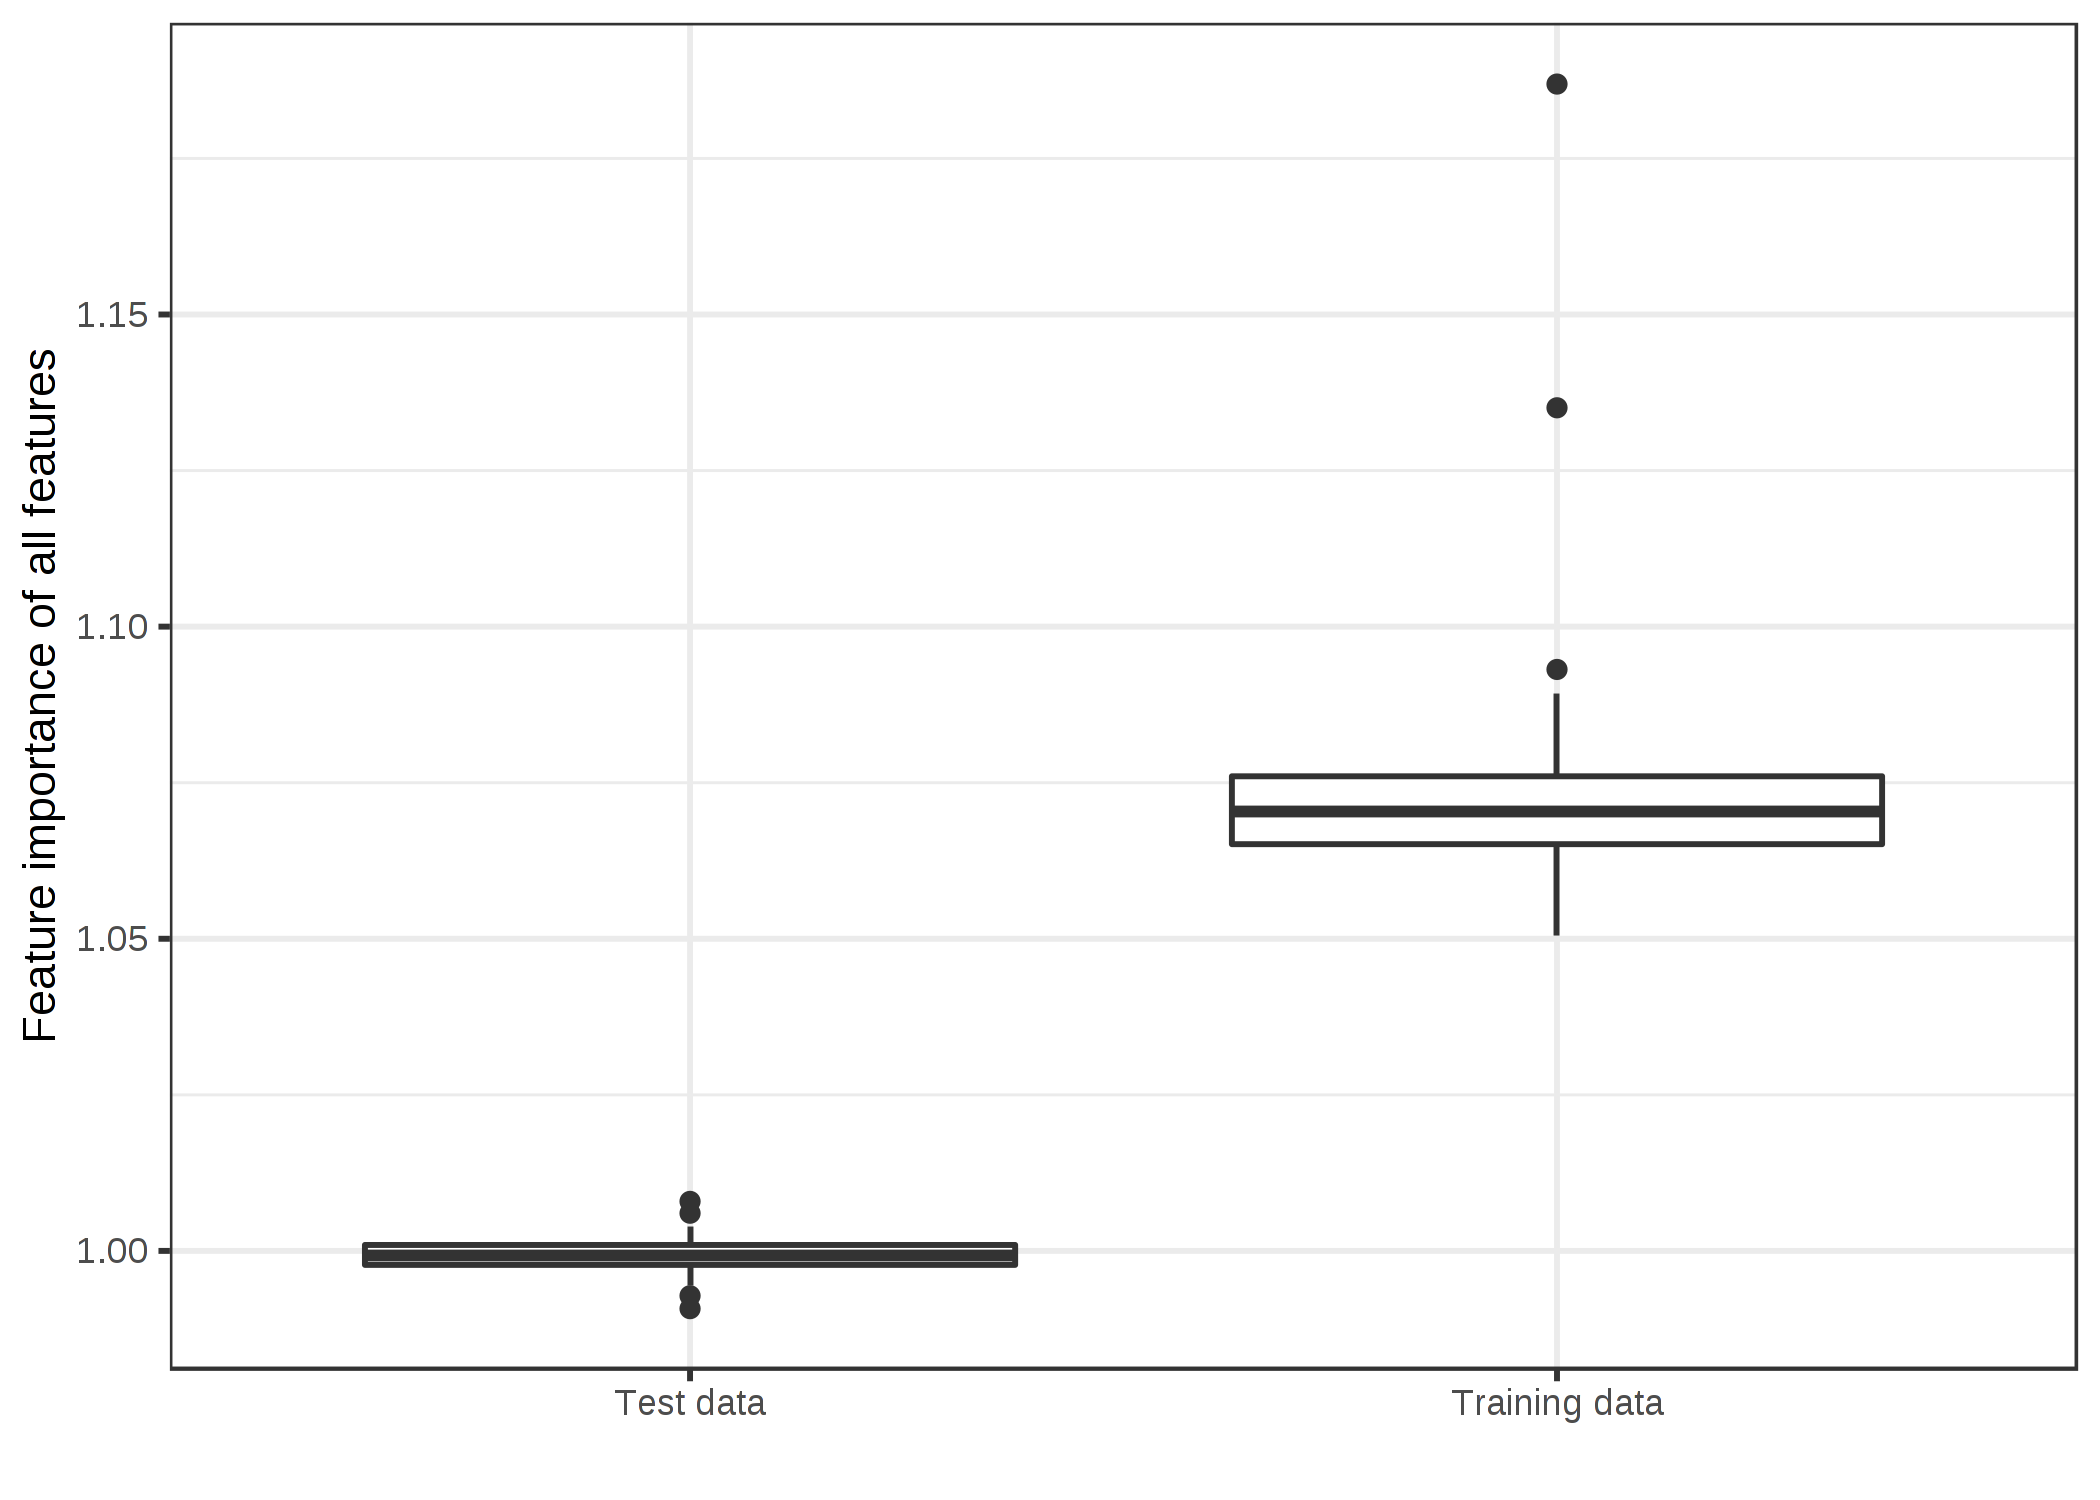 Feature importance of all features
1.15
1.10
1.05
1.00
Test data
Training data